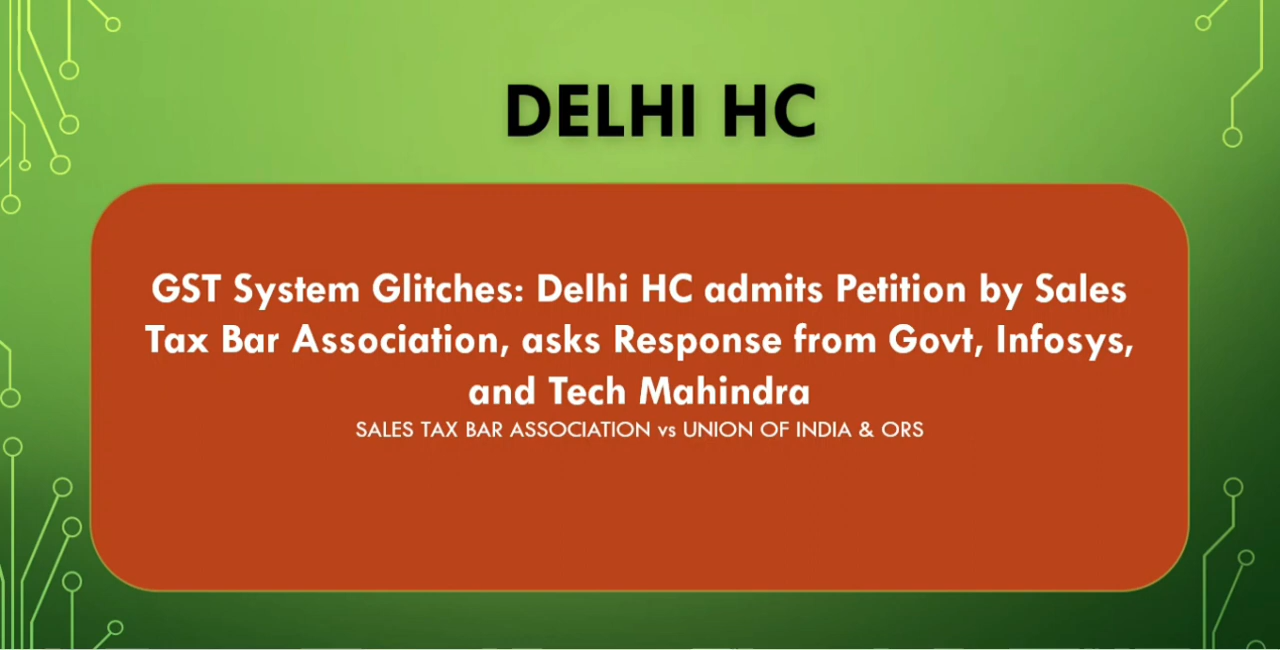 DELHI HC
GST System Glitches: Delhi HC admits Petition by Sales
Tax Bar Association, asks Response from Govt, Infosys,
and Tech Mahindra
SALES TAX BAR ASSOCIATION vs UNION OF INDIA & ORS